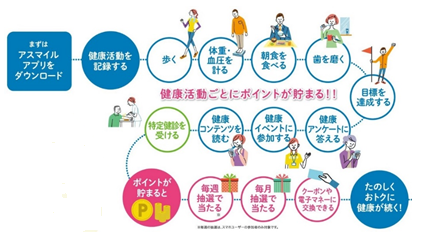 まずは
アスマイル
アプリを
ダウンロード
健康活動を
記録する
歩く
体重・
血圧を
計る
朝食を
食べる
歯を磨く
健康活動ごとにポイントが貯まる!!
目標を
達成する
特定健診を
受ける
健康
コンテンツを
読む
健康
イベントに
参加する
健康
アンケートに
答える
ポイントが
貯まると
P
毎週
抽選で
当たる
毎月
抽選で
当たる
クーポンや
電子マネーに
交換できる
たのしく
おトクに
健康が続く!